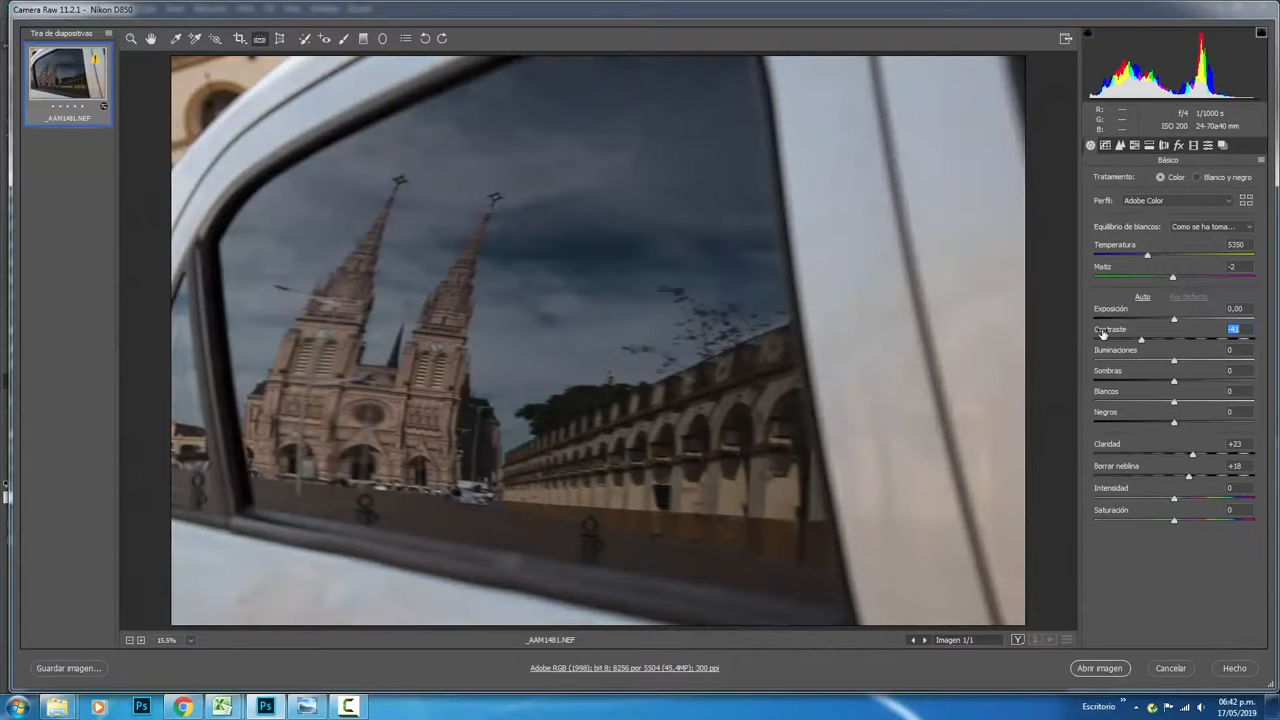 Camera Raw 11.2.1 - Nikon D850
Tira de diapositivas
_AAM1481.NEF
f/4 1/1000 s
ISO 200 24-70a40 mm
R: ---
G: ---
B: ---
Básico
Tratamiento: Color Blanco y negro
Perfil: Adobe Color
Equilibrio de blancos: Como se ha toma...
Temperatura 5350
Matiz -2
Auto Por defecto
Exposición 0,00
Contraste -41
Iluminaciones 0
Sombras 0
Blancos 0
Negros 0
Claridad +23
Borrar neblina +18
Intensidad 0
Saturación 0
15.5% _AAM1481.NEF Imagen 1/1 Y
Guardar imagen... Adobe RGB (1998); bit 8; 8256 por 5504 (45,4MP); 300 ppi Abrir imagen Cancelar Hecho
Ps Ps Escritorio » 06:42 p.m.
17/05/2019